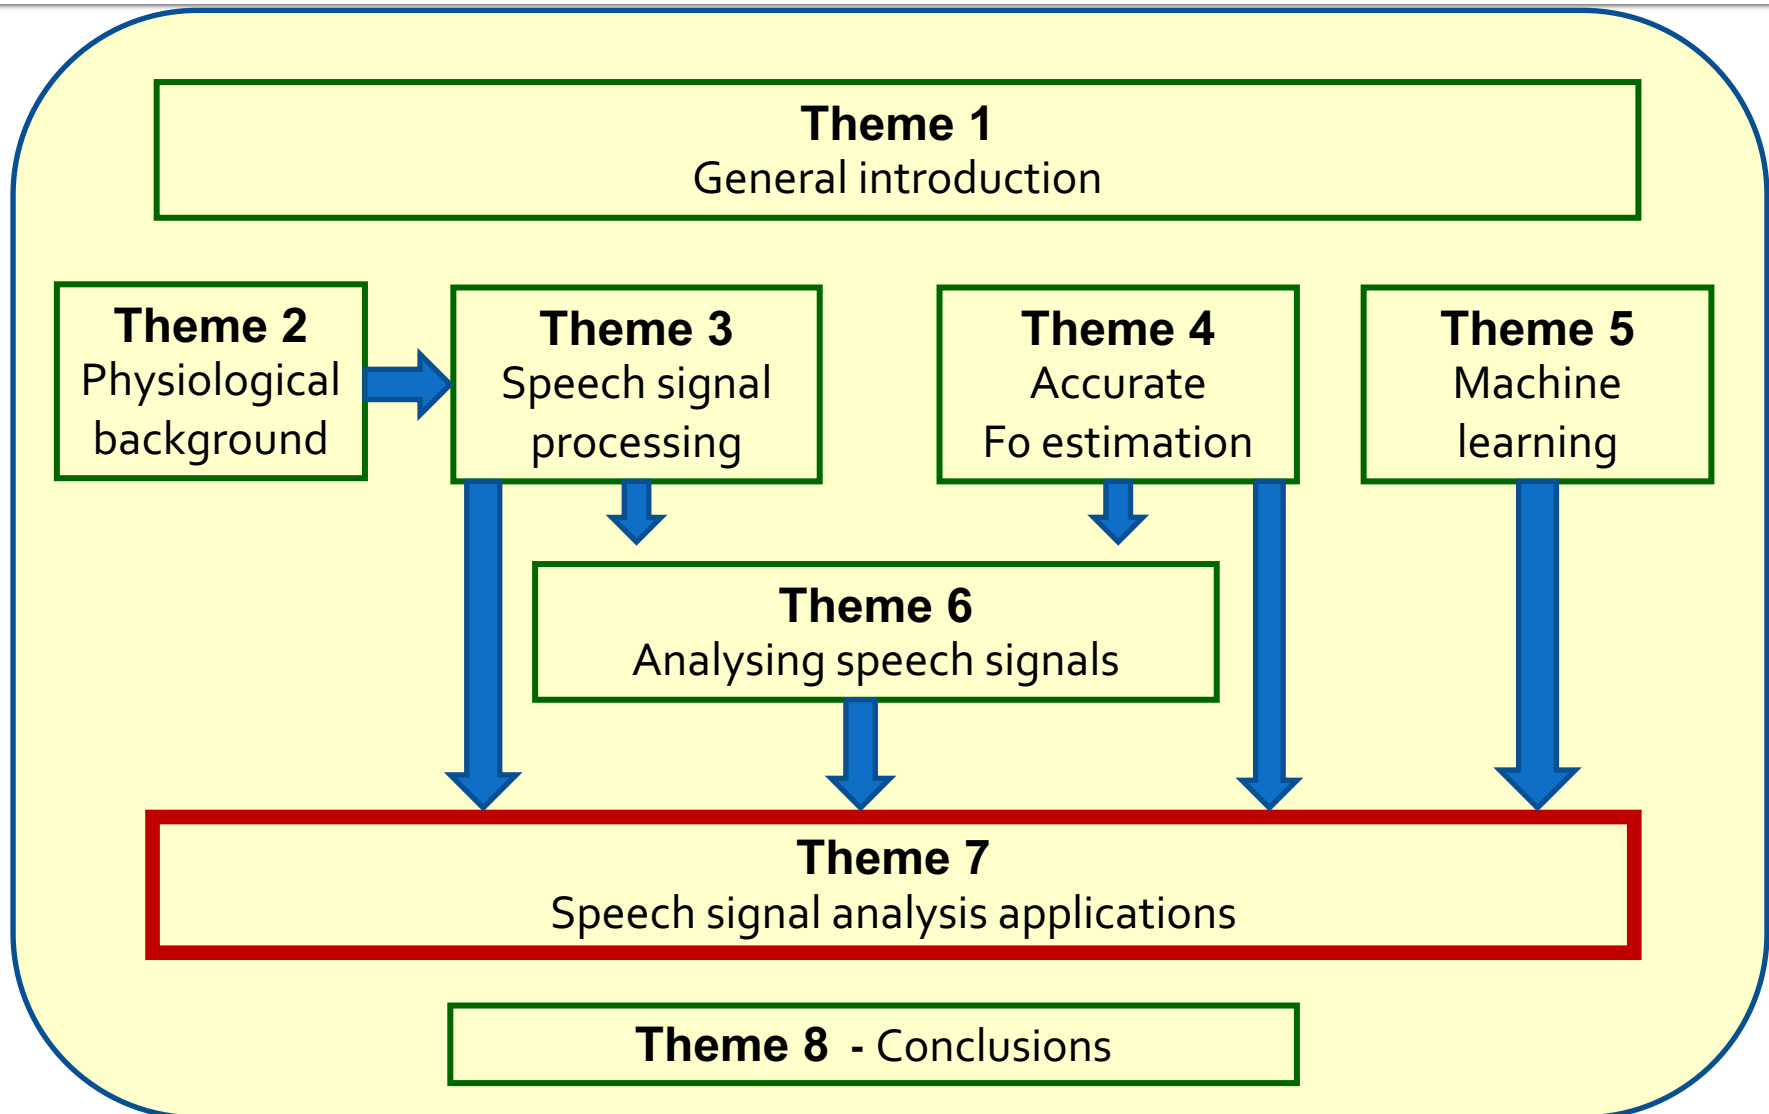 Theme 1
General introduction
Theme 2
Physiological
background
Theme 3
Speech signal
processing
Theme 4
Accurate
Fo estimation
Theme 5
Machine
learning
Theme 6
Analysing speech signals
Theme 7
Speech signal analysis applications
Theme 8 - Conclusions